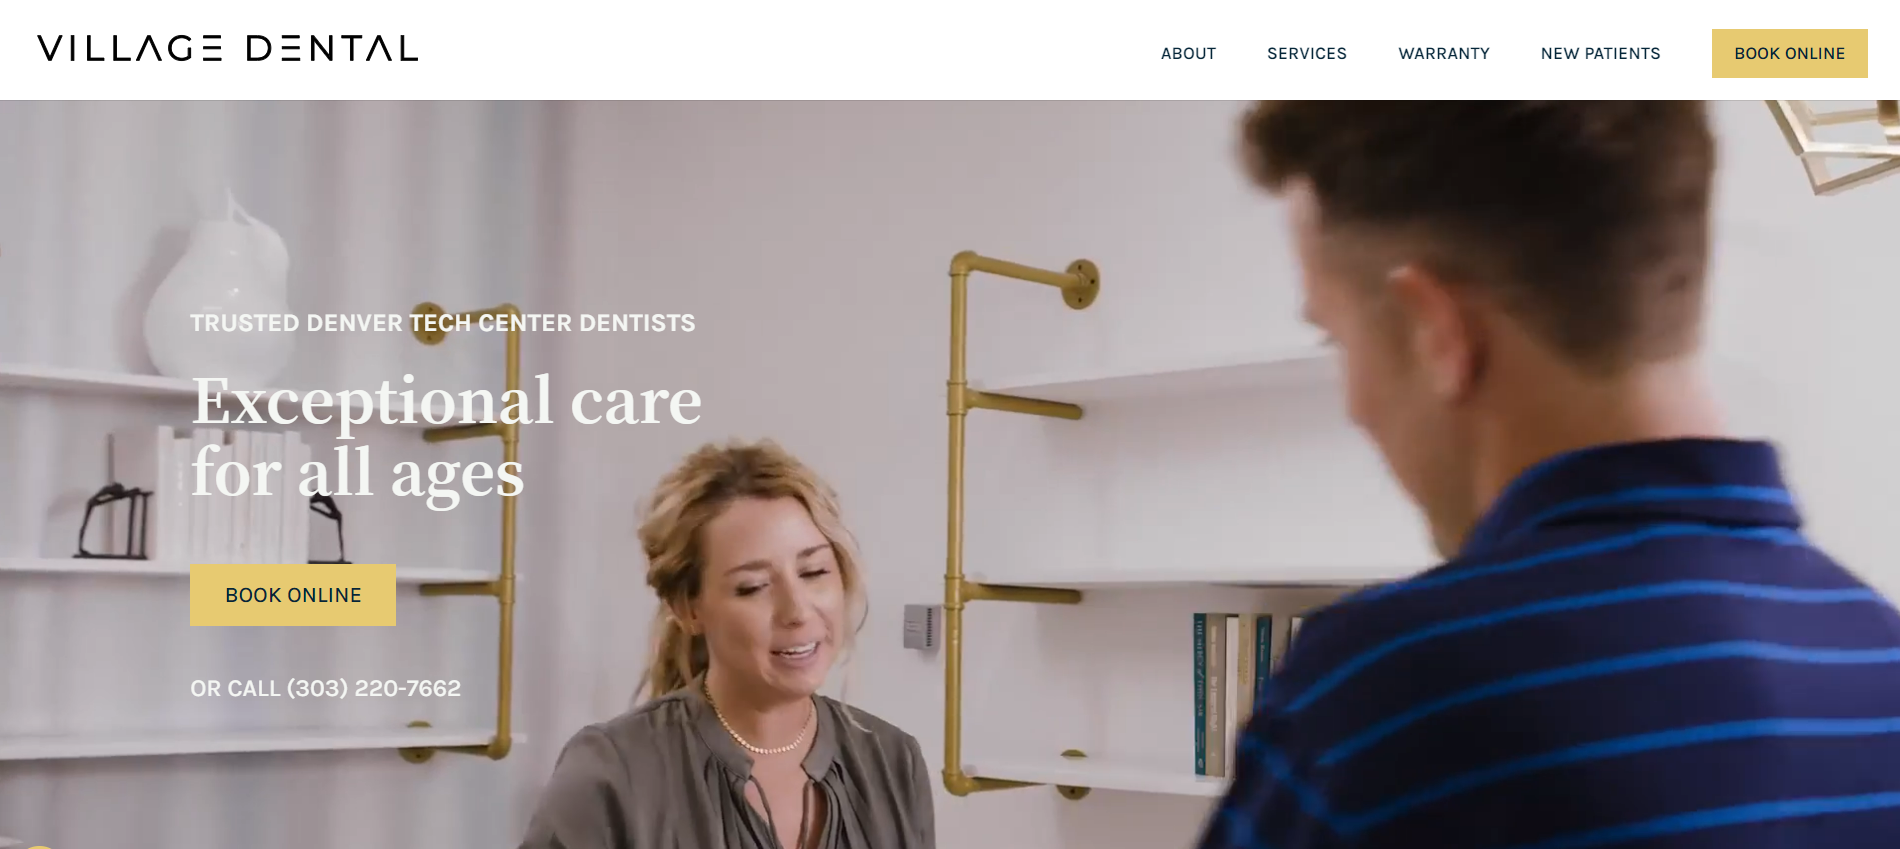 VILLAGE DENTAL
ABOUT
SERVICES
WARRANTY
NEW PATIENTS
BOOK ONLINE
TRUSTED DENVER TECH CENTER DENTISTS
Exceptional care
for all ages
BOOK ONLINE
OR CALL (303) 220-7662